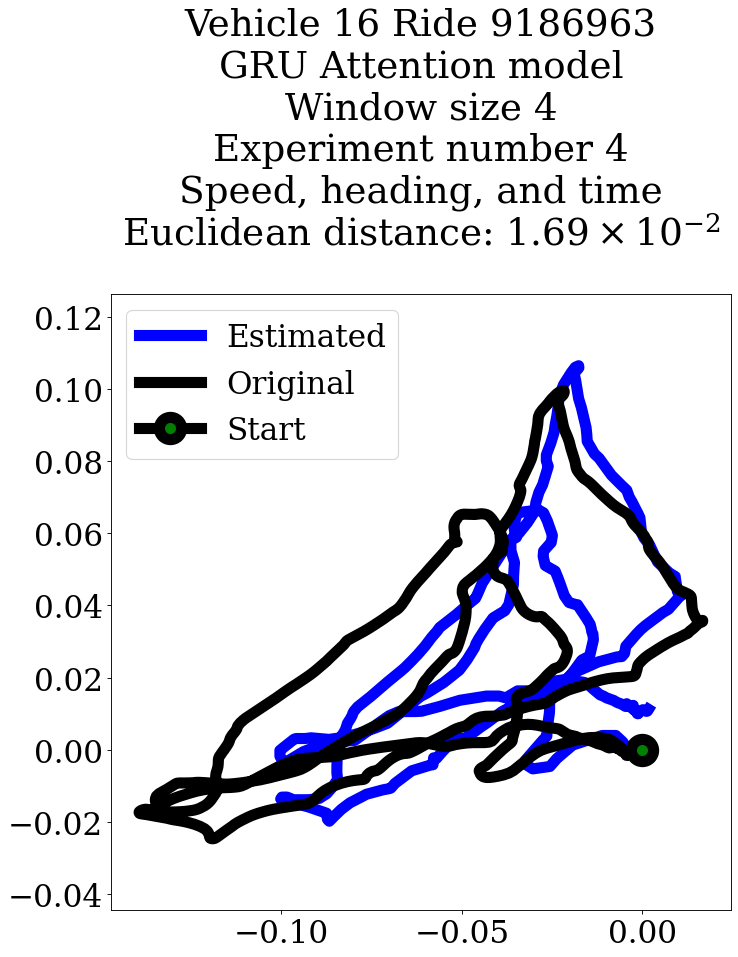 Vehicle 16 Ride 9186963
GRU Attention model
Window size 4
Experiment number 4
Speed, heading, and time
Euclidean distance: 1.69 × 10⁻²
Estimated
Original
Start
0.12
0.10
0.08
0.06
0.04
0.02
0.00
−0.02
−0.04
−0.10
−0.05
0.00